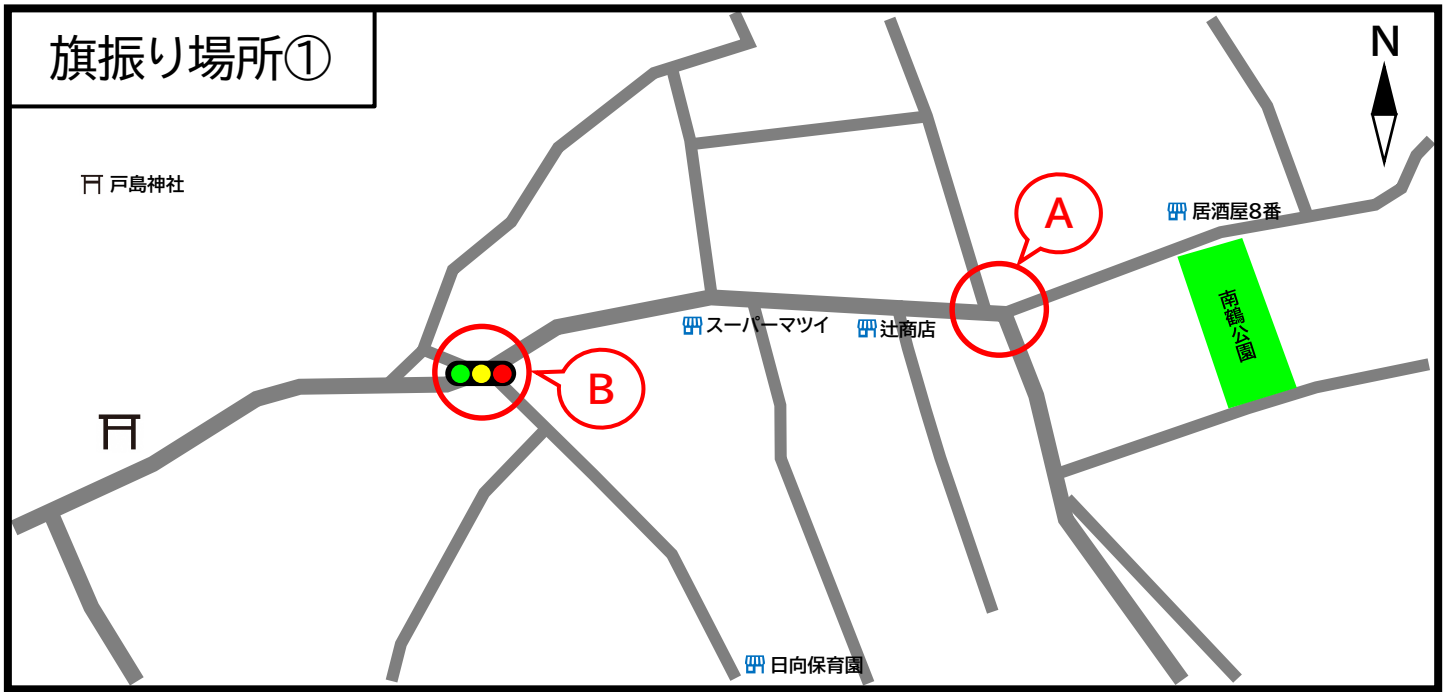 旗振り場所①
N
戸島神社
A
居酒屋8番
南鶴公園
スーパーマツイ
辻商店
B
日向保育園